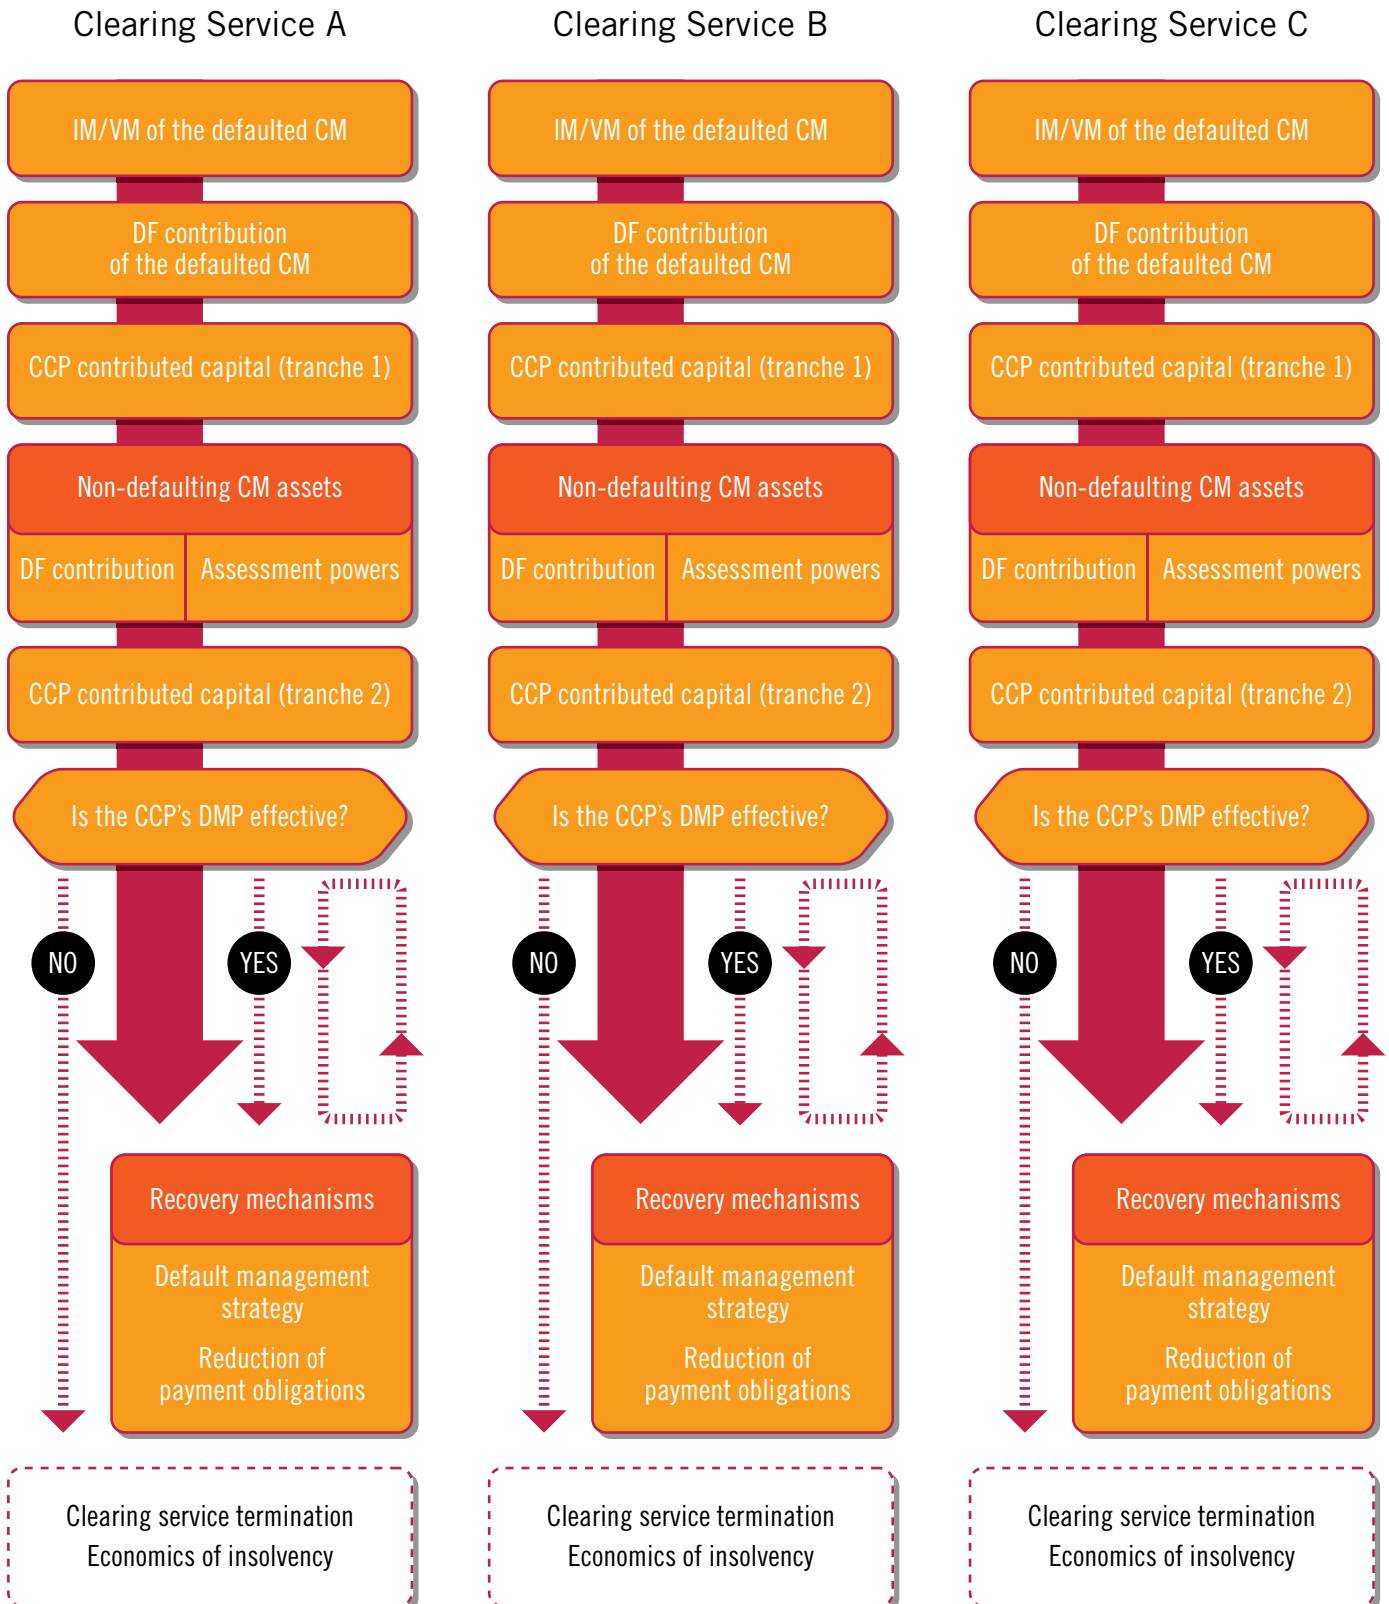 Clearing Service A
IM/VM of the defaulted CM
DF contribution
of the defaulted CM
CCP contributed capital (tranche 1)
Non-defaulting CM assets
DF contribution
Assessment powers
CCP contributed capital (tranche 2)
Is the CCP's DMP effective?
NO
YES
Recovery mechanisms
Default management
strategy
Reduction of
payment obligations
Clearing service termination
Economics of insolvency
Clearing Service B
IM/VM of the defaulted CM
DF contribution
of the defaulted CM
CCP contributed capital (tranche 1)
Non-defaulting CM assets
DF contribution
Assessment powers
CCP contributed capital (tranche 2)
Is the CCP's DMP effective?
NO
YES
Recovery mechanisms
Default management
strategy
Reduction of
payment obligations
Clearing service termination
Economics of insolvency
Clearing Service C
IM/VM of the defaulted CM
DF contribution
of the defaulted CM
CCP contributed capital (tranche 1)
Non-defaulting CM assets
DF contribution
Assessment powers
CCP contributed capital (tranche 2)
Is the CCP's DMP effective?
NO
YES
Recovery mechanisms
Default management
strategy
Reduction of
payment obligations
Clearing service termination
Economics of insolvency